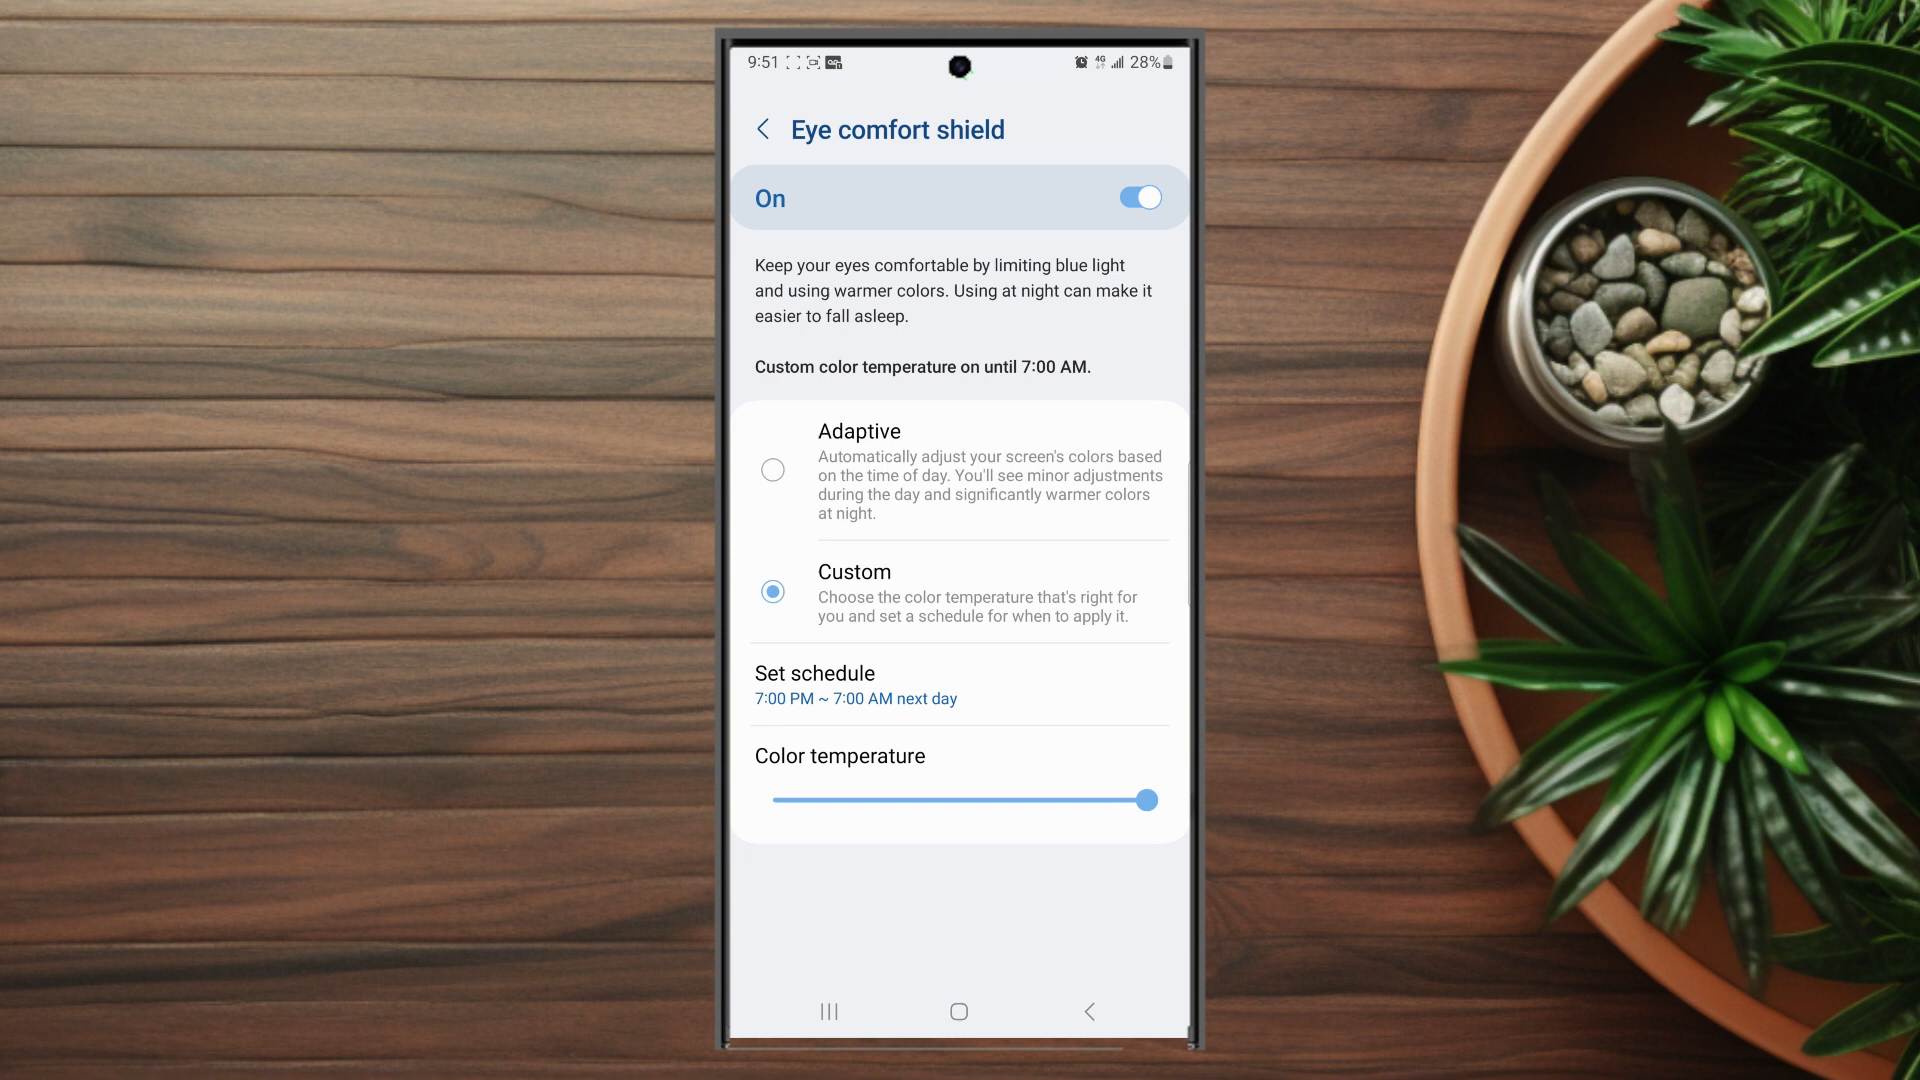 9:51 4G 28%
Eye comfort shield
On
Keep your eyes comfortable by limiting blue light
and using warmer colors. Using at night can make it
easier to fall asleep.
Custom color temperature on until 7:00 AM.
Adaptive
Automatically adjust your screen's colors based
on the time of day. You'll see minor adjustments
during the day and significantly warmer colors
at night.
Custom
Choose the color temperature that's right for
you and set a schedule for when to apply it.
Set schedule
7:00 PM ~ 7:00 AM next day
Color temperature